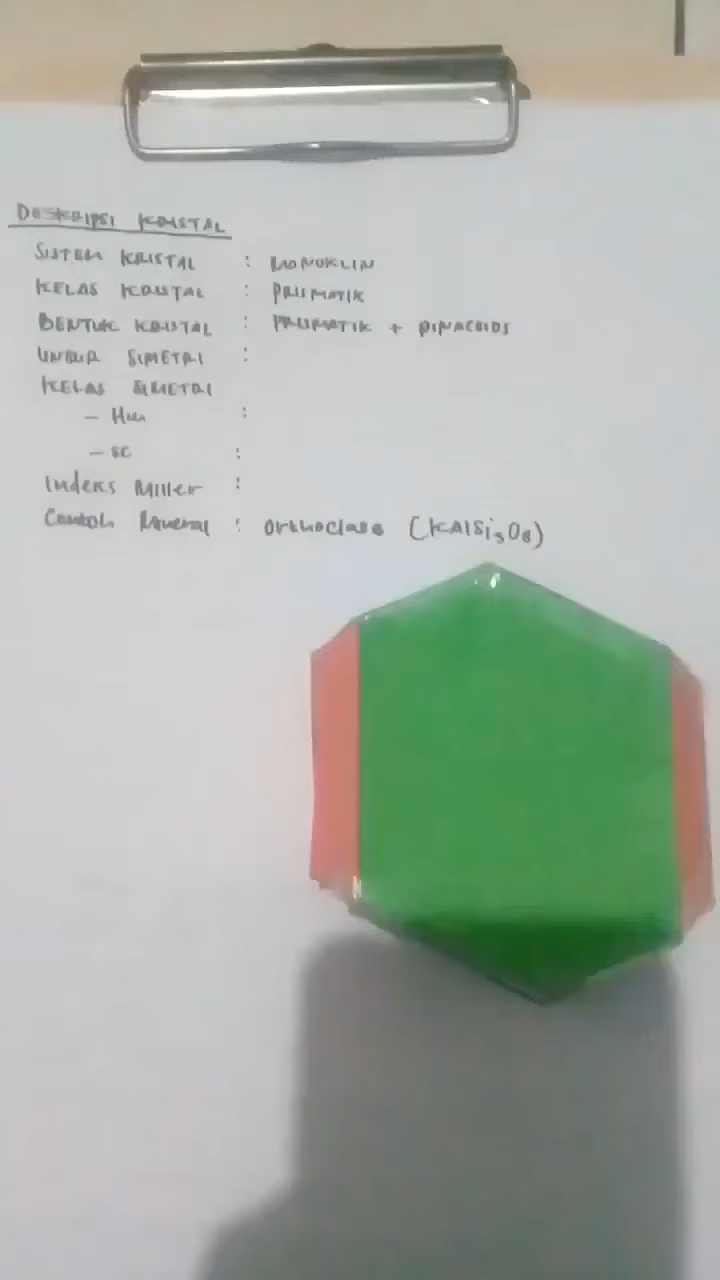 DESKRIPSI KRISTAL
SISTEM KRISTAL : MONOKLIN
KELAS KRISTAL : PRISMATIK
BENTUK KRISTAL : PRISMATIK + PINACOIDS
UNSUR SIMETRI :
KELAS SIMETRI
- Hm :
- SC :
Indeks Miller :
Contoh Mineral : Orthoclase (KAlSi₃O₈)